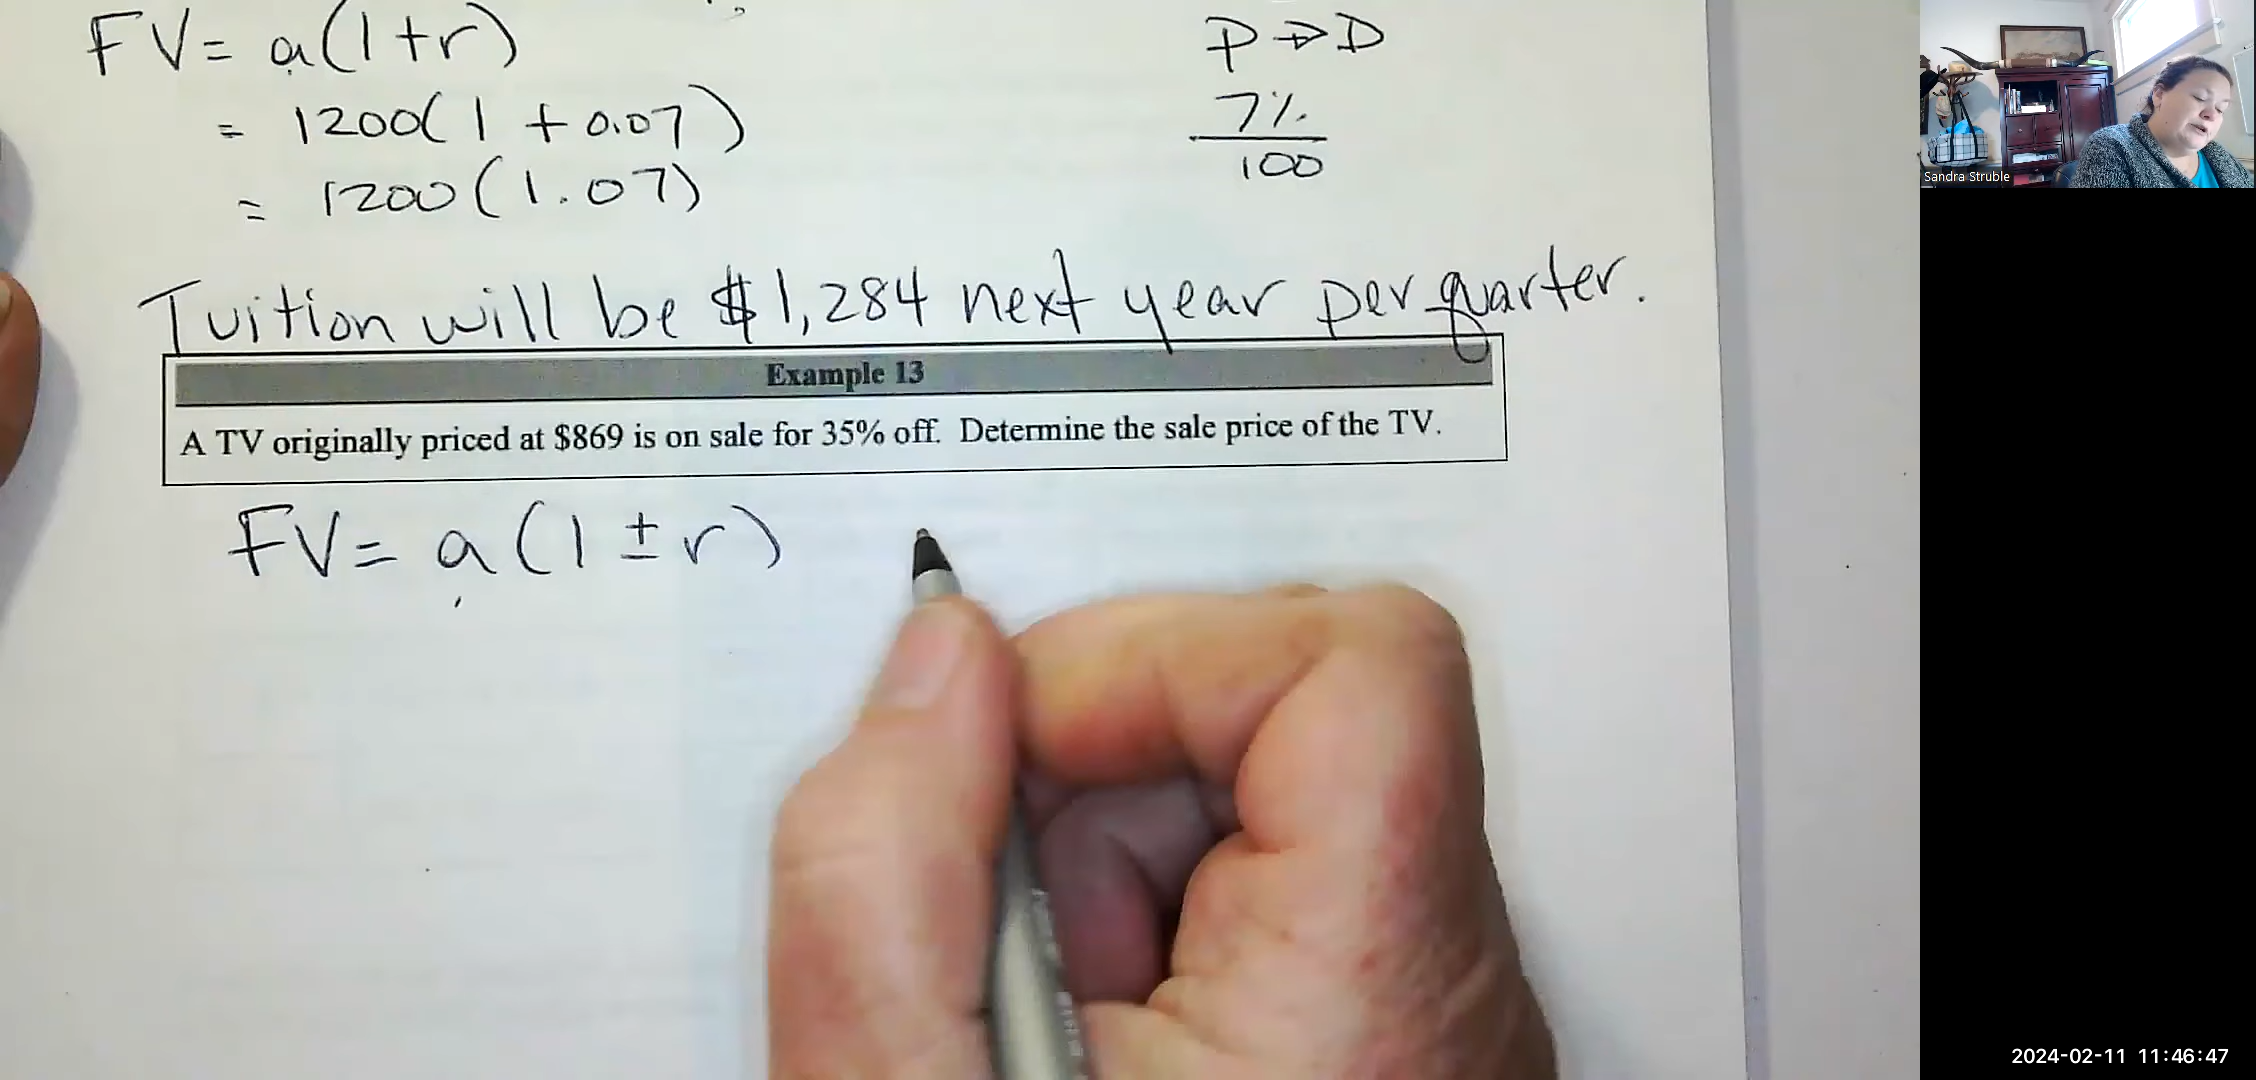 FV = a(1+r)
= 1200(1 + 0.07)
= 1200(1.07)
P → D
7%
100
Tuition will be $1,284 next year per quarter.
Example 13
A TV originally priced at $869 is on sale for 35% off. Determine the sale price of the TV.
FV = a(1 ± r)
Sandra Struble
2024-02-11 11:46:47